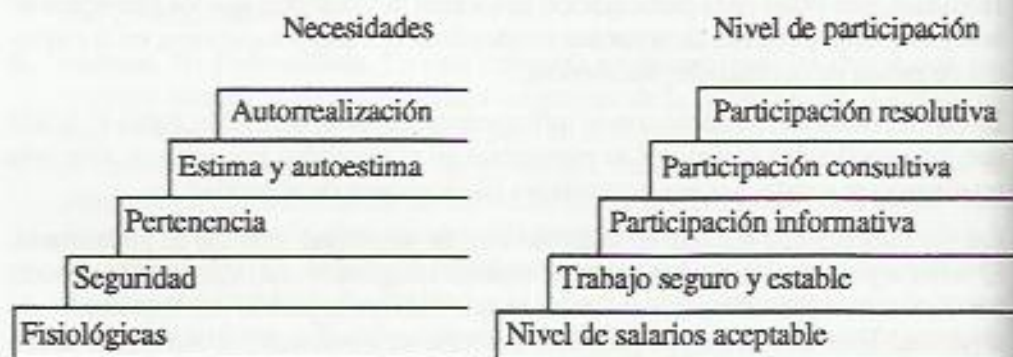 Necesidades Nivel de participación
Autorrealización Participación resolutiva
Estima y autoestima Participación consultiva
Pertenencia Participación informativa
Seguridad Trabajo seguro y estable
Fisiológicas Nivel de salarios aceptable